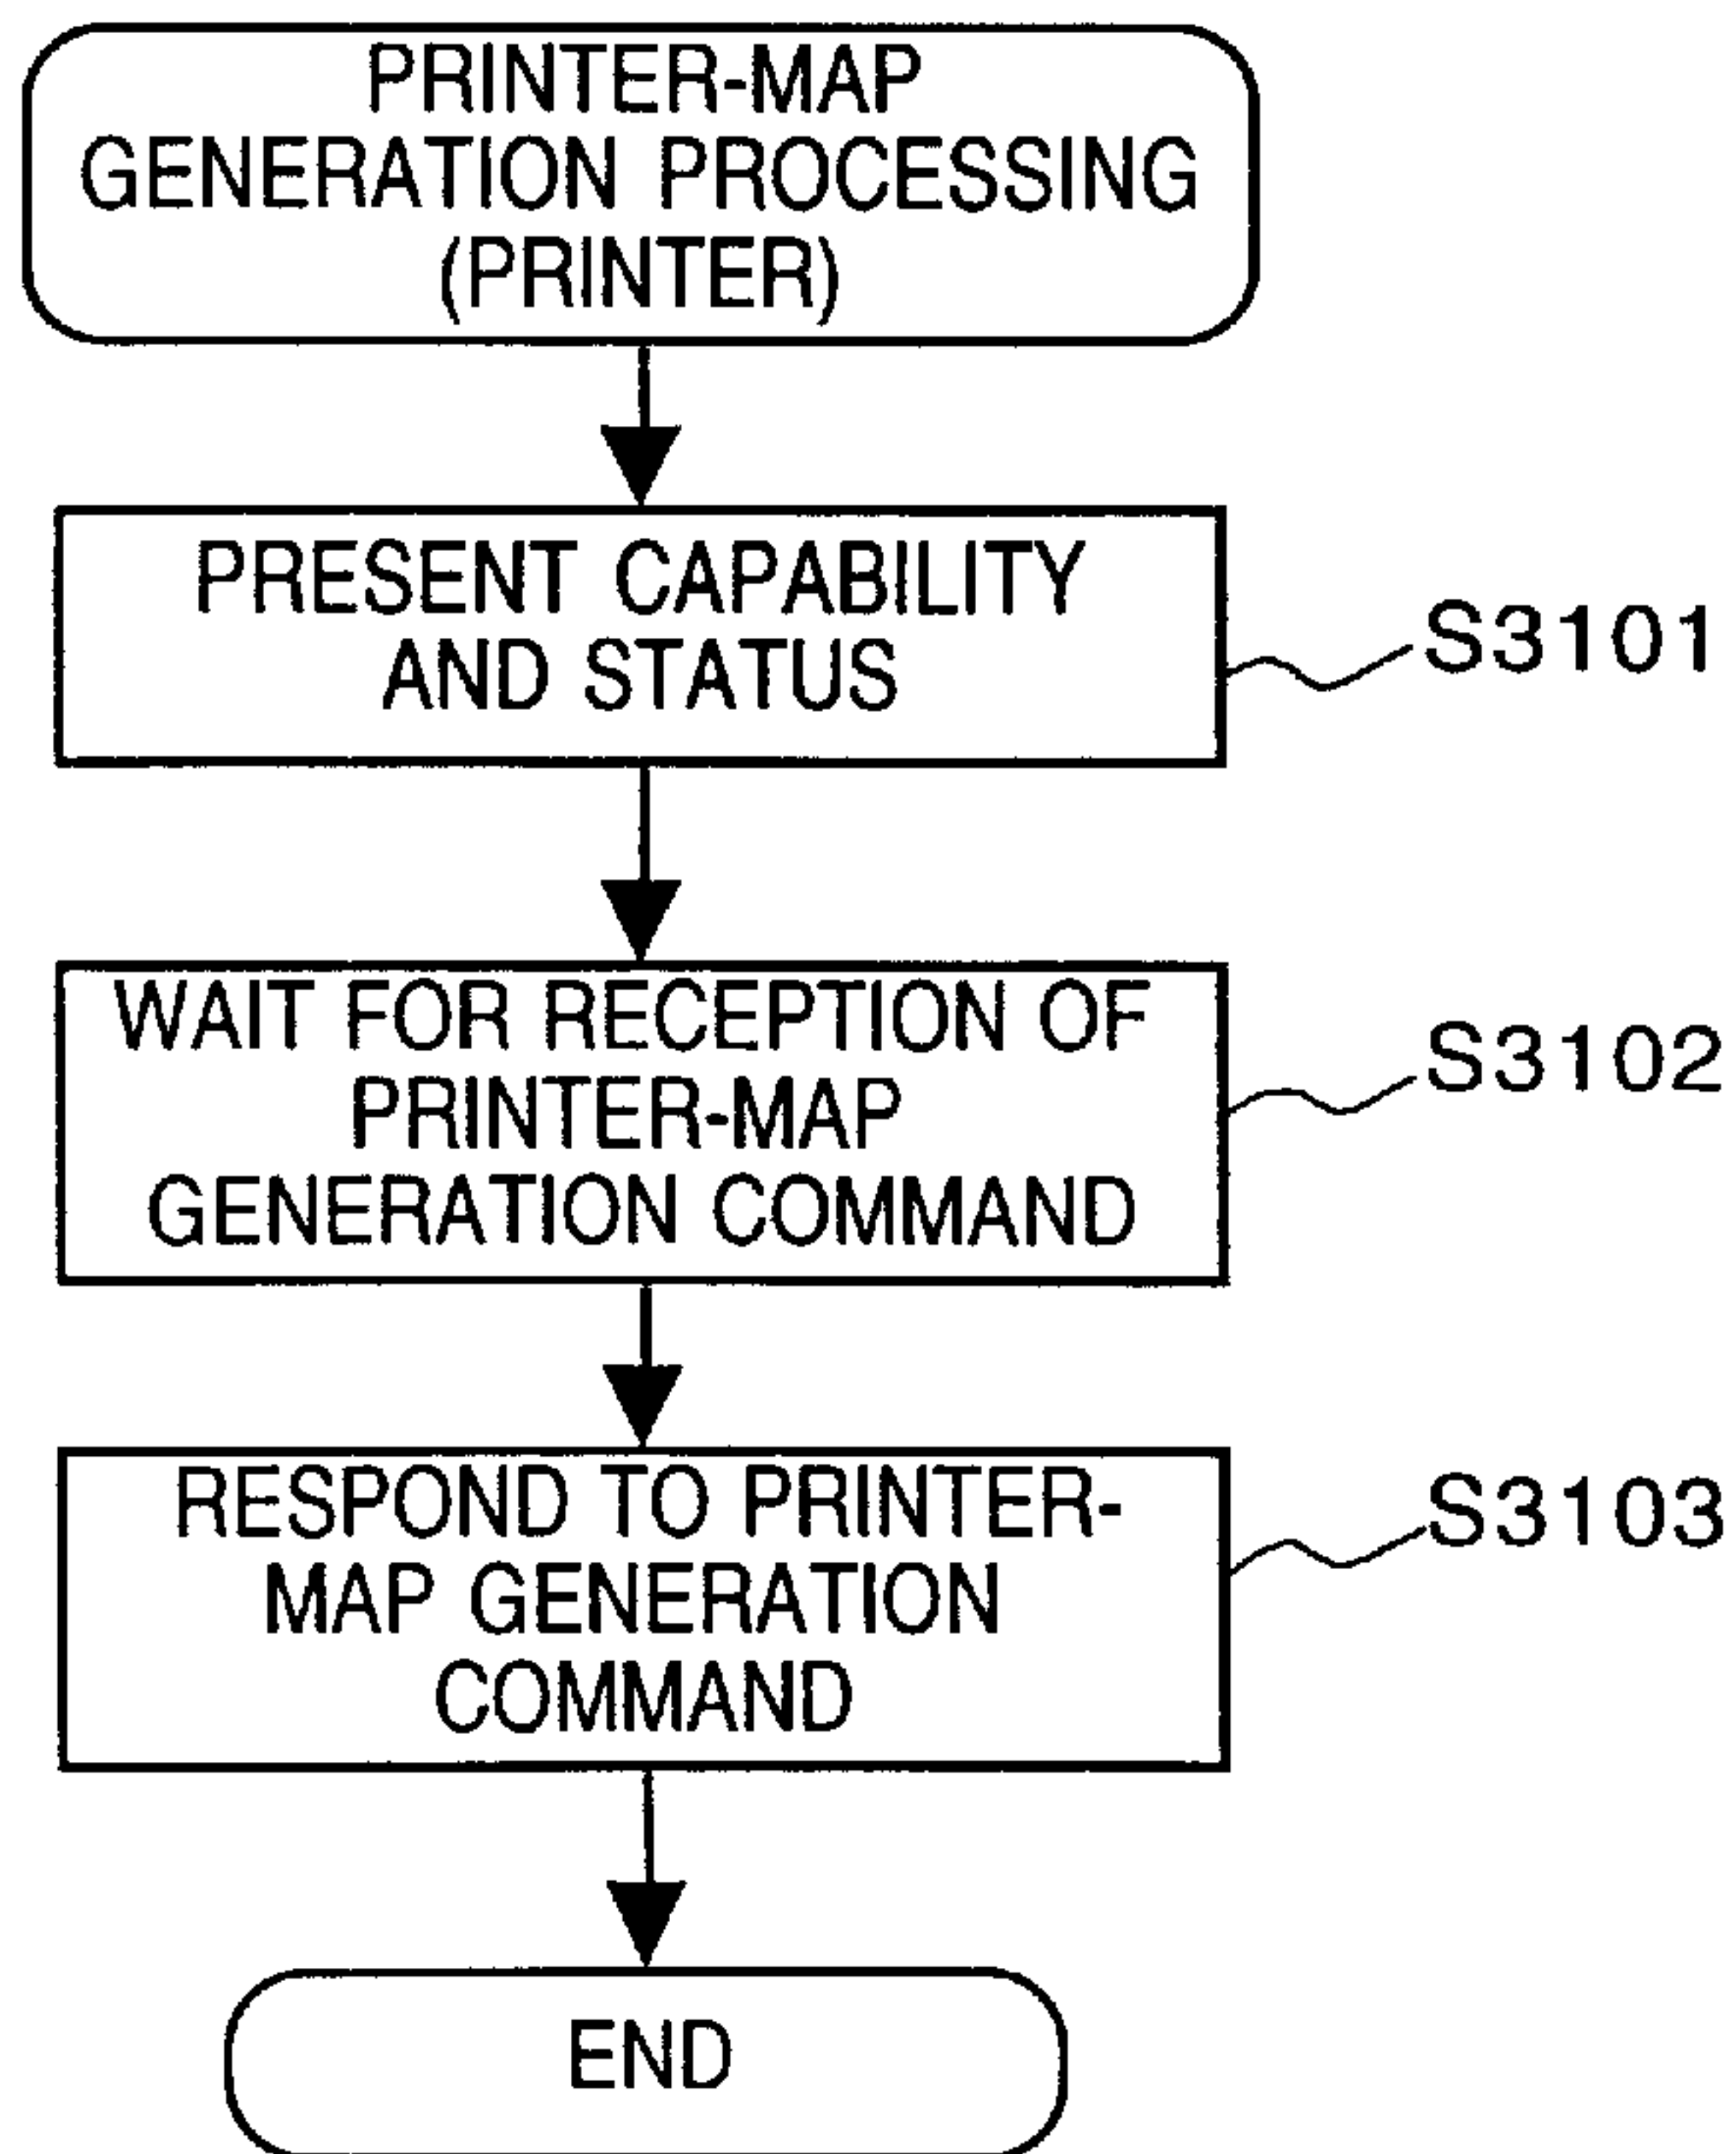 PRINTER-MAP
GENERATION PROCESSING
(PRINTER)
PRESENT CAPABILITY
AND STATUS
S3101
WAIT FOR RECEPTION OF
PRINTER-MAP
GENERATION COMMAND
S3102
RESPOND TO PRINTER-
MAP GENERATION
COMMAND
S3103
END